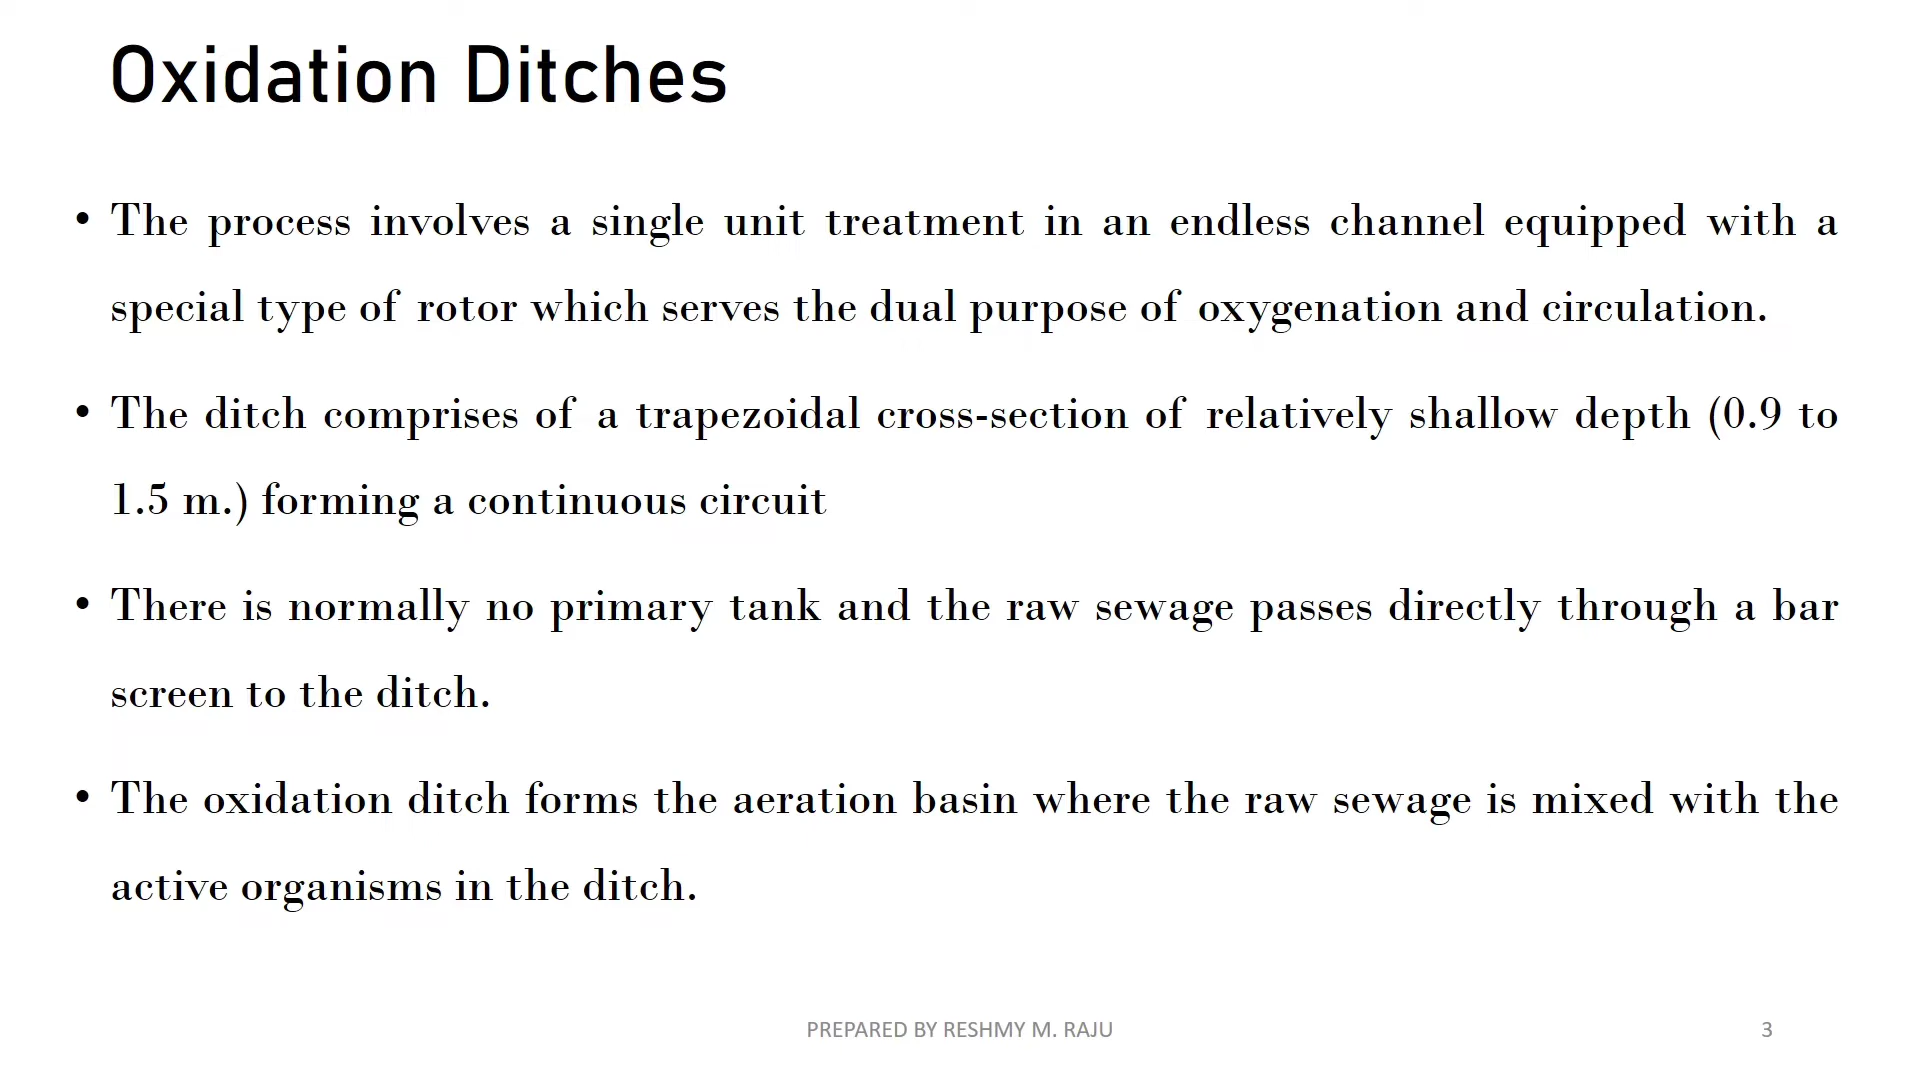 Oxidation Ditches
• The process involves a single unit treatment in an endless channel equipped with a
special type of rotor which serves the dual purpose of oxygenation and circulation.
• The ditch comprises of a trapezoidal cross-section of relatively shallow depth (0.9 to
1.5 m.) forming a continuous circuit
• There is normally no primary tank and the raw sewage passes directly through a bar
screen to the ditch.
• The oxidation ditch forms the aeration basin where the raw sewage is mixed with the
active organisms in the ditch.
PREPARED BY RESHMY M. RAJU
3